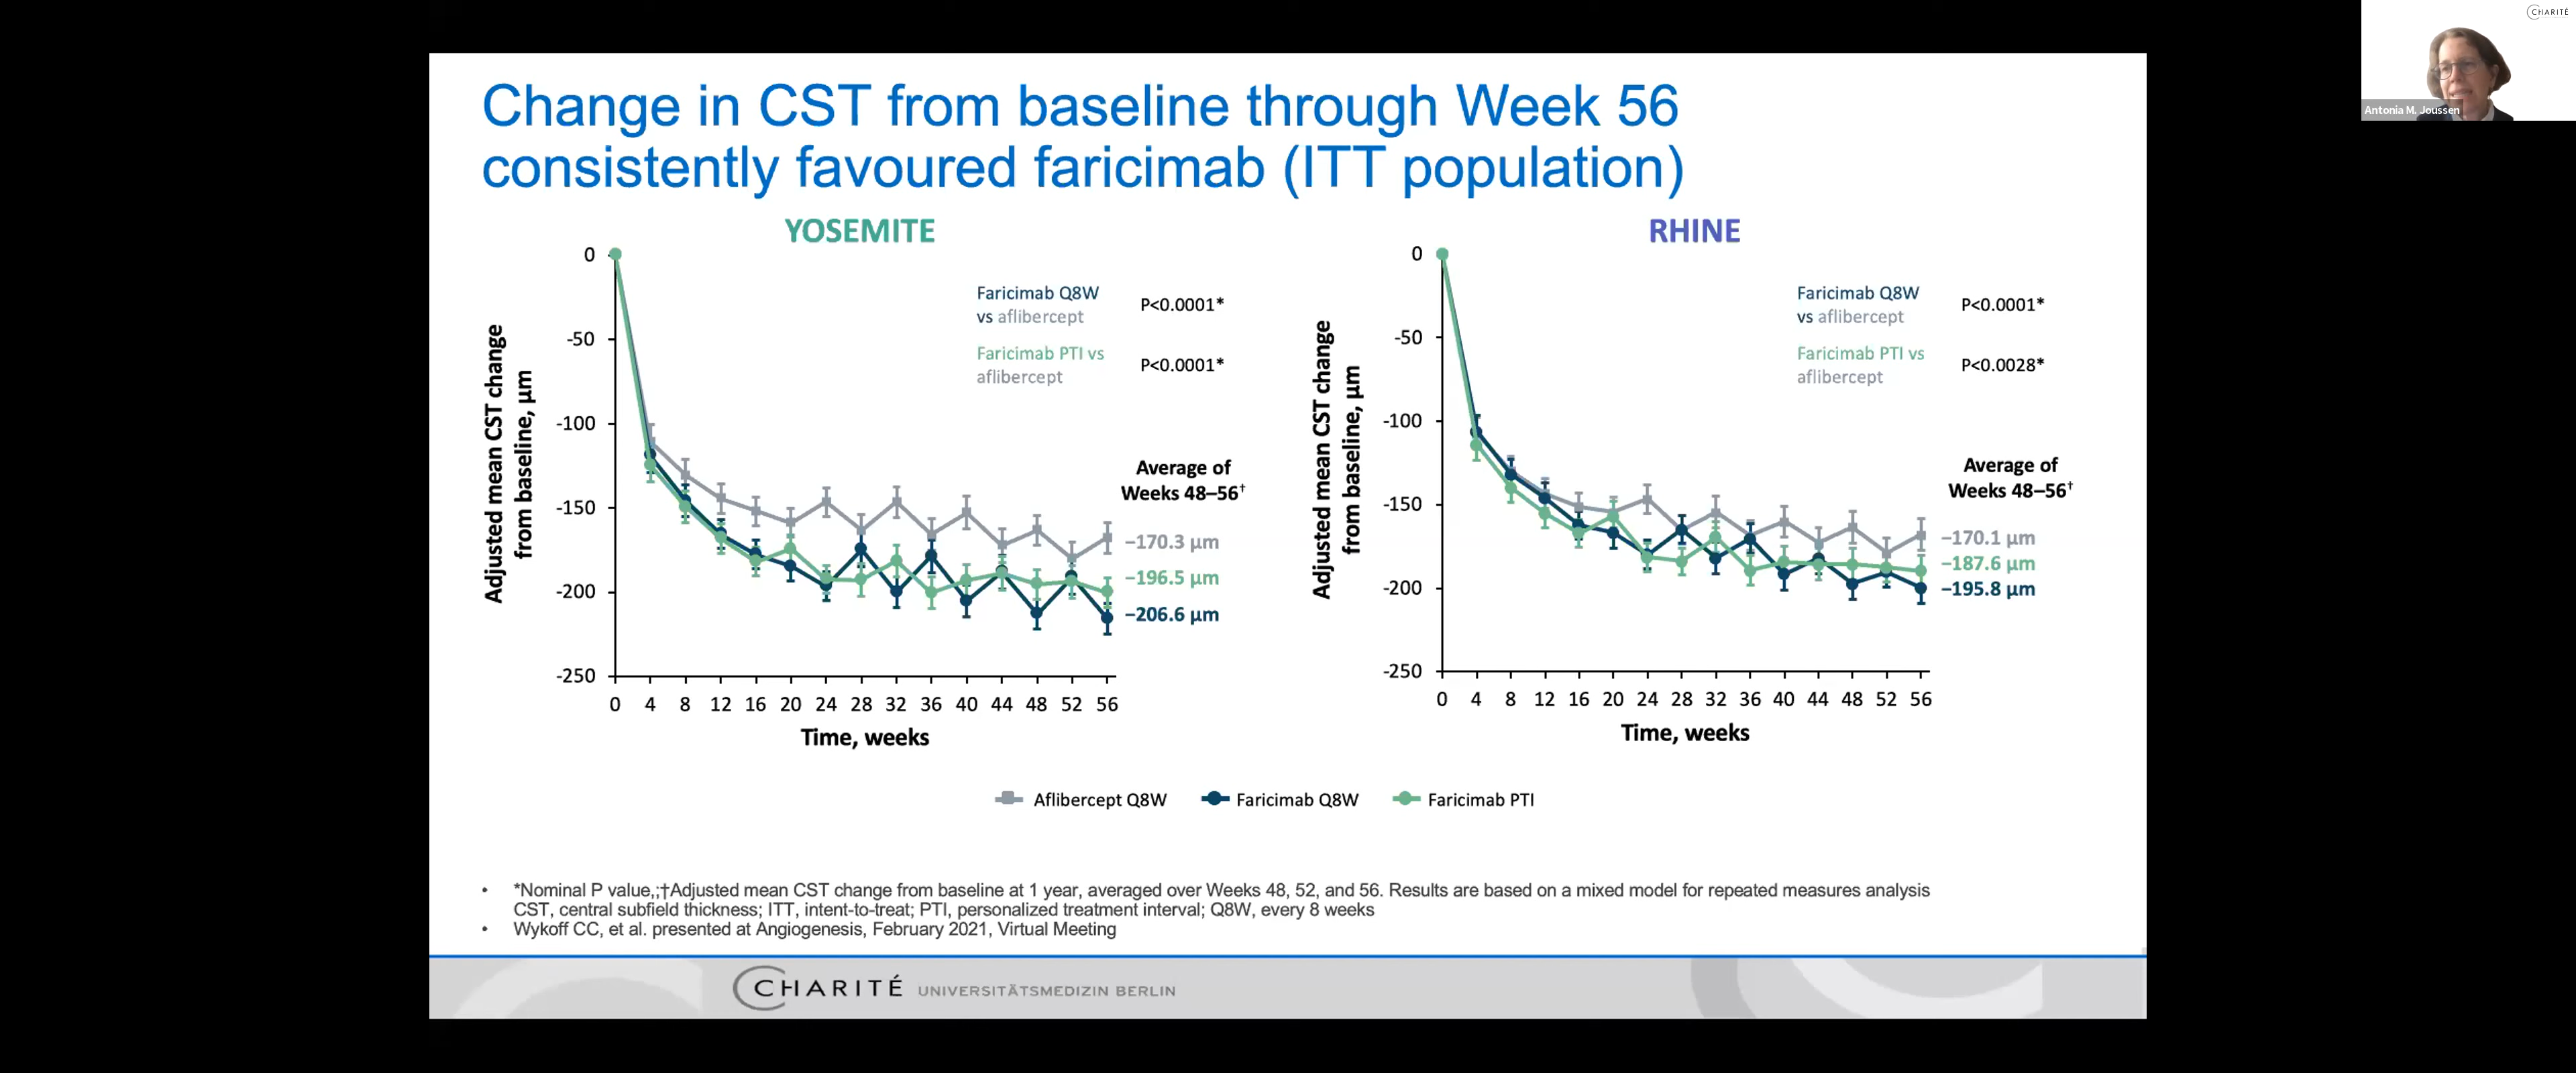 CHARITÉ
Antonia M. Joussen
Change in CST from baseline through Week 56
consistently favoured faricimab (ITT population)
YOSEMITE
Adjusted mean CST change
from baseline, µm
0
-50
-100
-150
-200
-250
Faricimab Q8W
vs aflibercept
P<0.0001*
Faricimab PTI vs
aflibercept
P<0.0001*
Average of
Weeks 48–56†
−170.3 µm
−196.5 µm
−206.6 µm
0 4 8 12 16 20 24 28 32 36 40 44 48 52 56
Time, weeks
RHINE
Adjusted mean CST change
from baseline, µm
0
-50
-100
-150
-200
-250
Faricimab Q8W
vs aflibercept
P<0.0001*
Faricimab PTI vs
aflibercept
P<0.0028*
Average of
Weeks 48–56†
−170.1 µm
−187.6 µm
−195.8 µm
0 4 8 12 16 20 24 28 32 36 40 44 48 52 56
Time, weeks
Aflibercept Q8W Faricimab Q8W Faricimab PTI
• *Nominal P value,;†Adjusted mean CST change from baseline at 1 year, averaged over Weeks 48, 52, and 56. Results are based on a mixed model for repeated measures analysis
CST, central subfield thickness; ITT, intent-to-treat; PTI, personalized treatment interval; Q8W, every 8 weeks
• Wykoff CC, et al. presented at Angiogenesis, February 2021, Virtual Meeting
CHARITÉ UNIVERSITÄTSMEDIZIN BERLIN